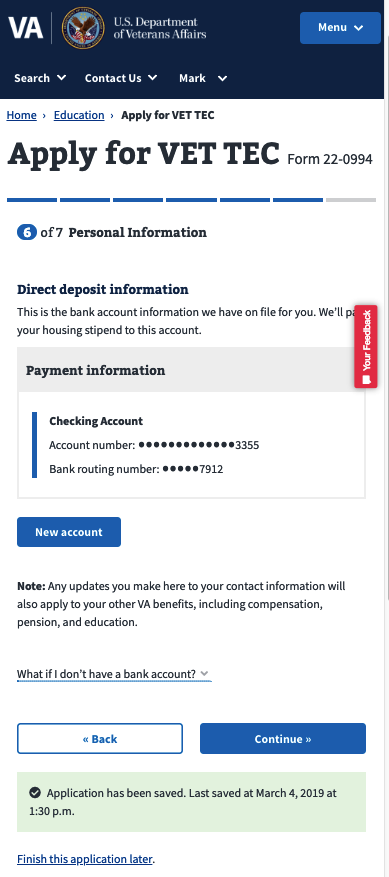 VA
U.S. Department
of Veterans Affairs
Menu
Search
Contact Us
Mark
Home › Education › Apply for VET TEC
Apply for VET TEC Form 22-0994
6 of 7 Personal Information
Direct deposit information
This is the bank account information we have on file for you. We'll pa
your housing stipend to this account.
Your Feedback
Payment information
Checking Account
Account number: ●●●●●●●●●●●●●3355
Bank routing number: ●●●●●7912
New account
Note: Any updates you make here to your contact information will
also apply to your other VA benefits, including compensation,
pension, and education.
What if I don't have a bank account?
« Back
Continue »
Application has been saved. Last saved at March 4, 2019 at
1:30 p.m.
Finish this application later.